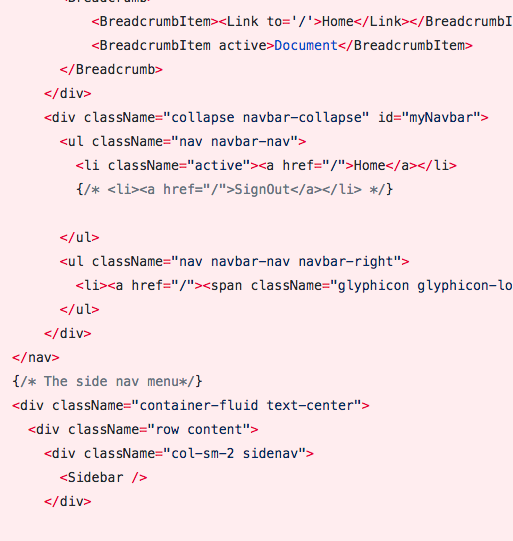 <Breadcrumb>
<BreadcrumbItem><Link to='/'>Home</Link></BreadcrumbI
<BreadcrumbItem active>Document</BreadcrumbItem>
</Breadcrumb>
</div>
<div className="collapse navbar-collapse" id="myNavbar">
<ul className="nav navbar-nav">
<li className="active"><a href="/">Home</a></li>
{/* <li><a href="/">SignOut</a></li> */}
</ul>
<ul className="nav navbar-nav navbar-right">
<li><a href="/"><span className="glyphicon glyphicon-lo
</ul>
</div>
</nav>
{/* The side nav menu*/}
<div className="container-fluid text-center">
<div className="row content">
<div className="col-sm-2 sidenav">
<Sidebar />
</div>